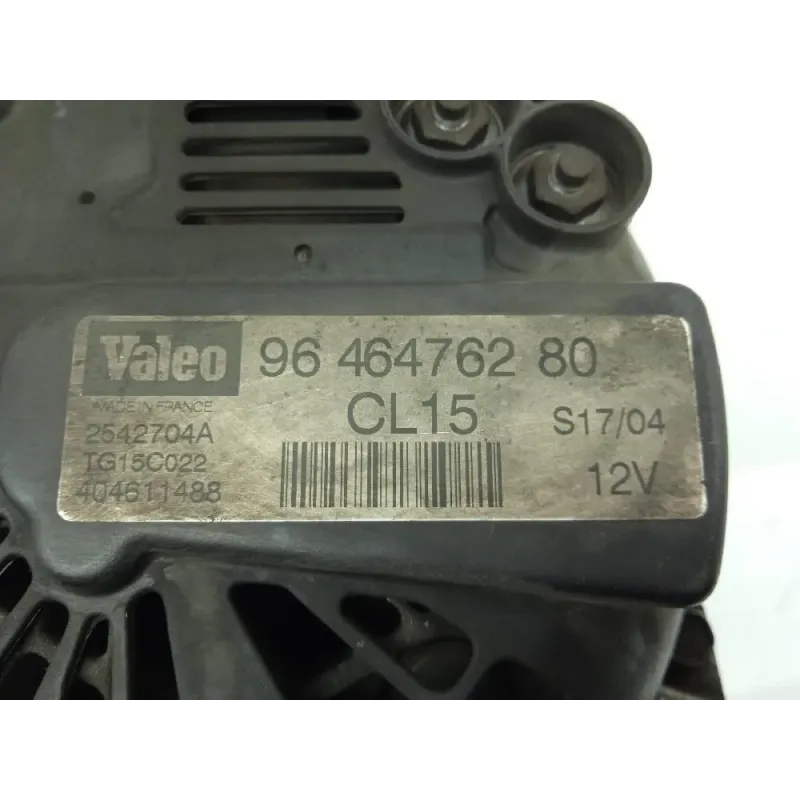 Valeo 96 464762 80
MADE IN FRANCE
CL15 S17/04
2542704A
TG15C022
12V
404611488